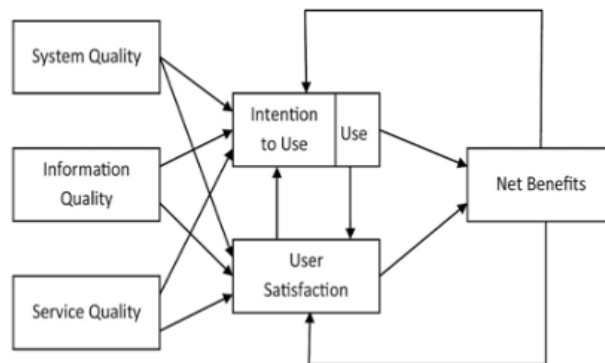 System Quality
Intention
to Use
Use
Information
Quality
Net Benefits
User
Satisfaction
Service Quality